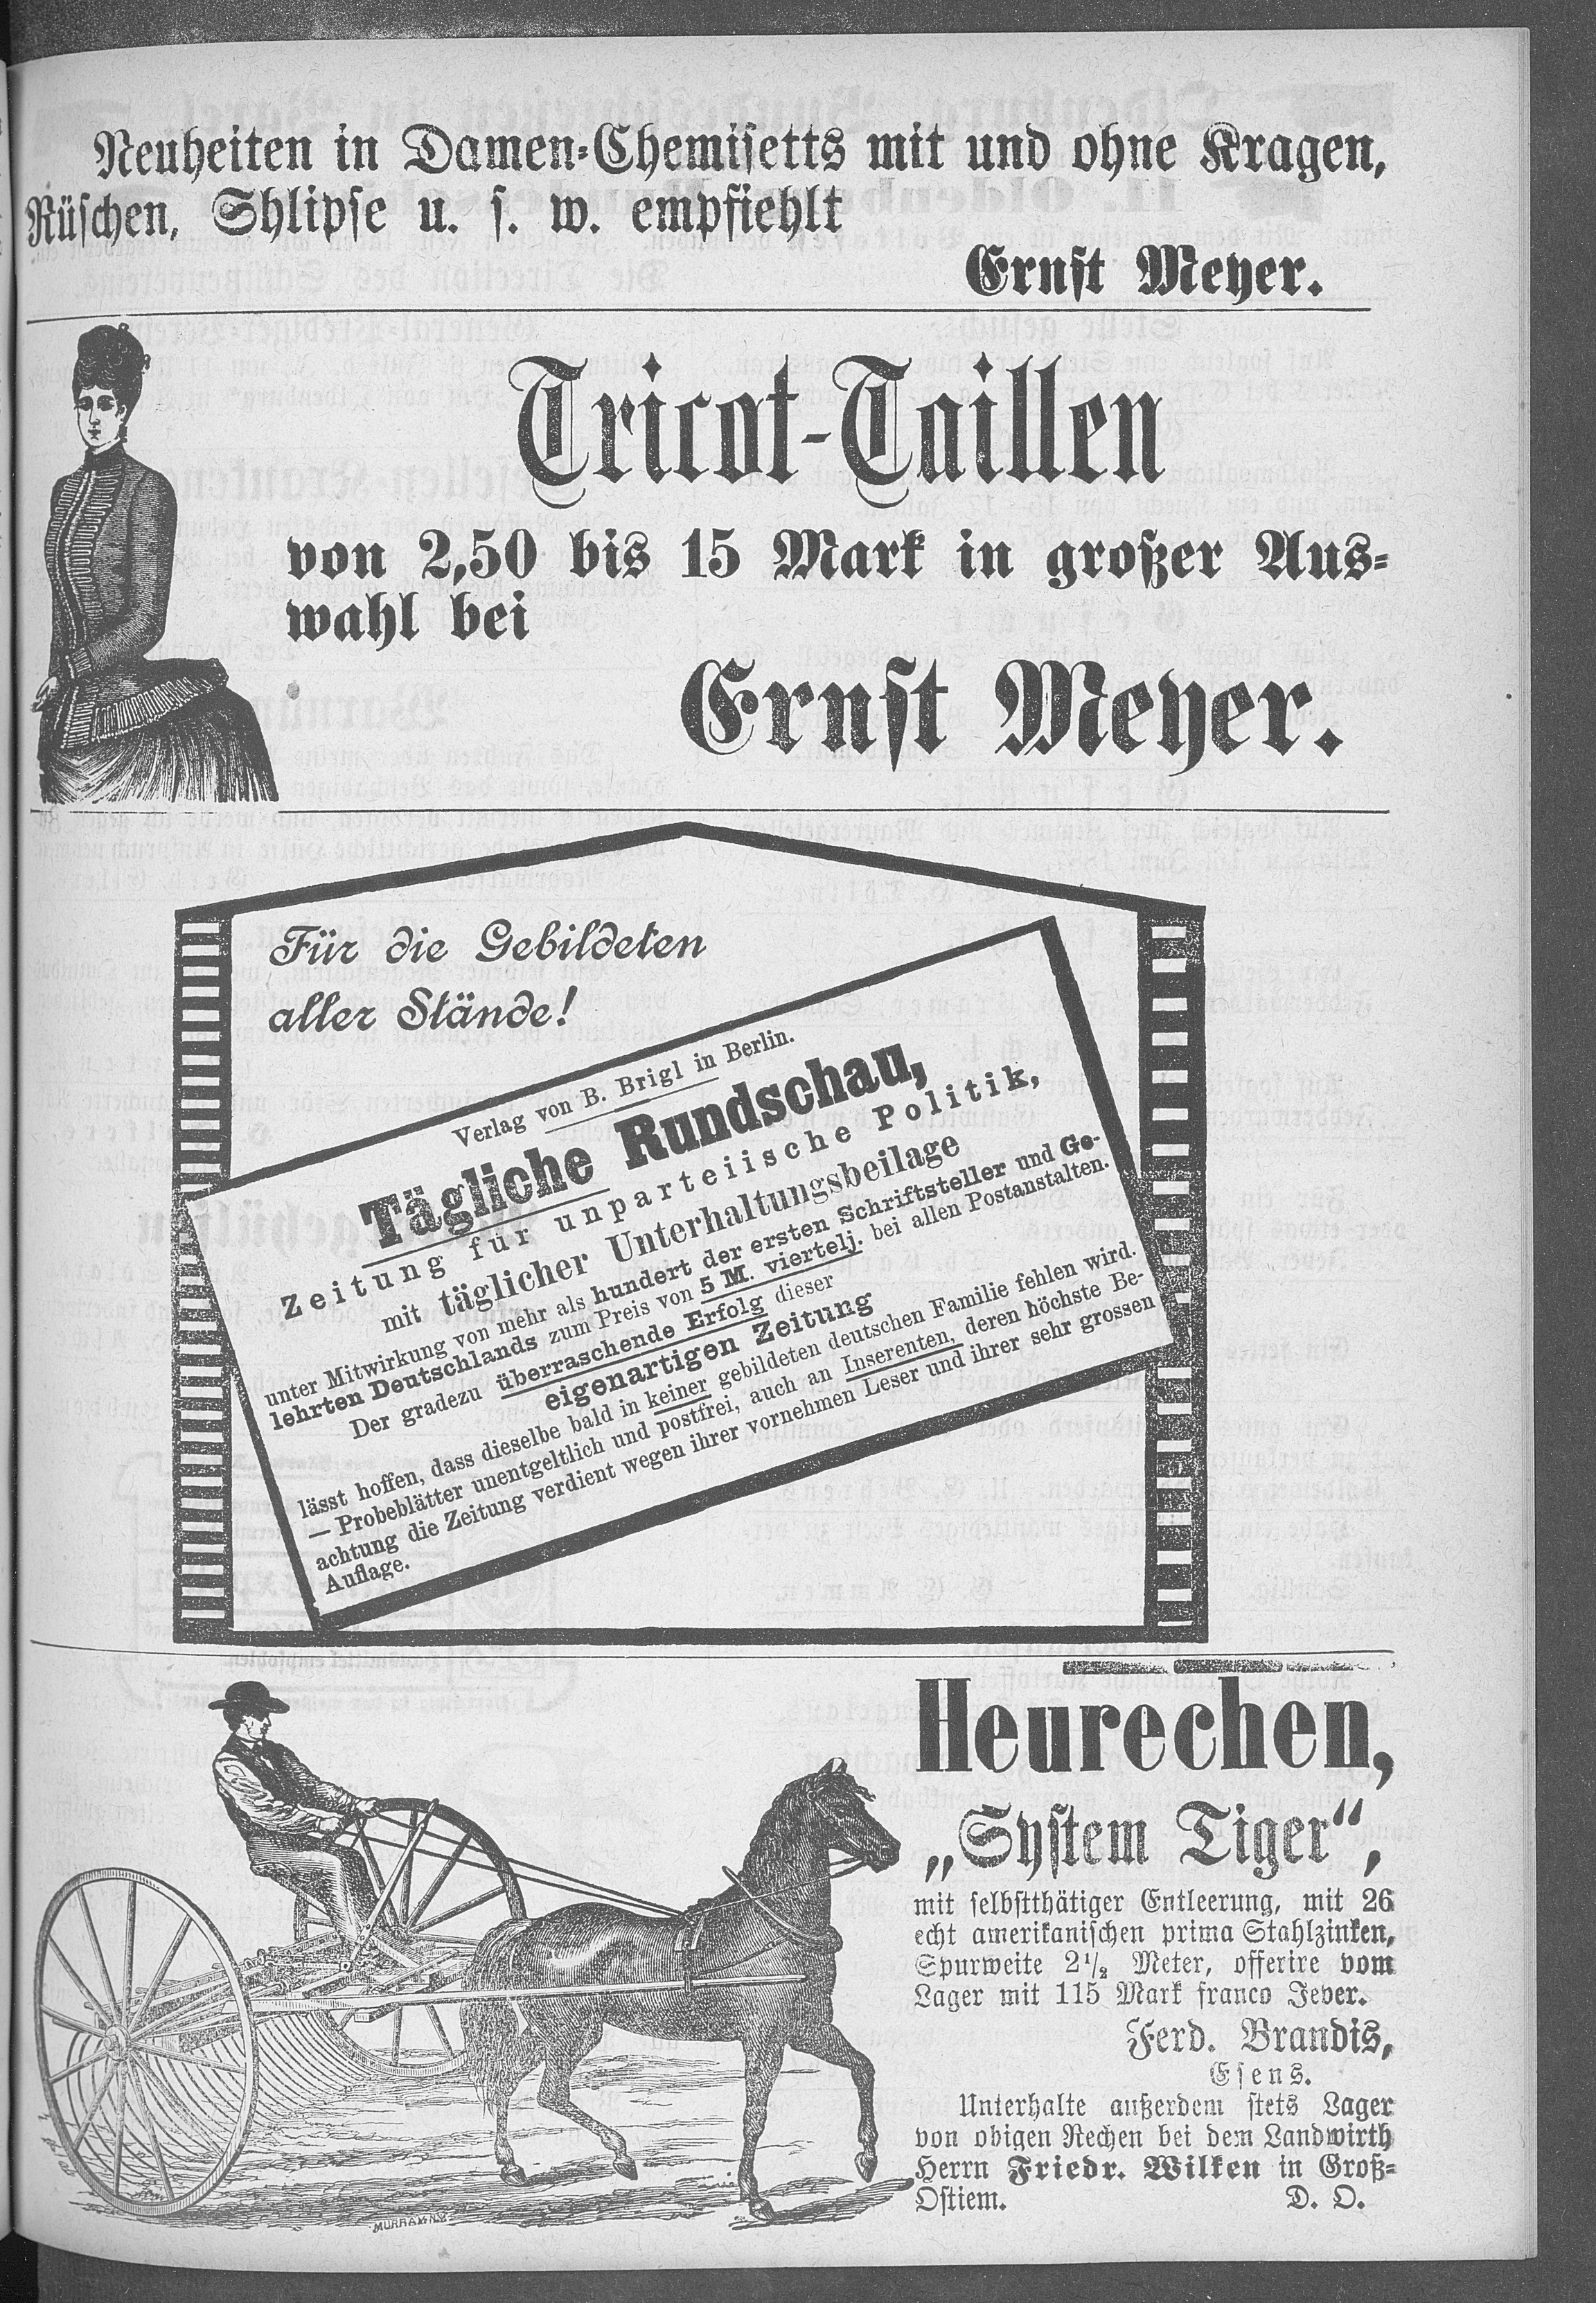 Neuheiten in Damen-Chemisetts mit und ohne Kragen,
Rüschen, Shlipse u. s. w. empfiehlt
Ernst Meyer.
Tricot-Taillen
von 2,50 bis 15 Mark in großer Aus-
wahl bei
Ernst Meyer.
Für die Gebildeten
aller Stände!
Verlag von B. Brigl in Berlin.
Tägliche Rundschau,
Zeitung für unparteiische Politik,
mit täglicher Unterhaltungsbeilage
unter Mitwirkung von mehr als hundert der ersten Schriftsteller und Ge-
lehrten Deutschlands zum Preis von 5 M. viertelj. bei allen Postanstalten.
Der gradezu überraschende Erfolg dieser
eigenartigen Zeitung
lässt hoffen, dass dieselbe bald in keiner gebildeten deutschen Familie fehlen wird.
— Probeblätter unentgeltlich und postfrei, auch an Inserenten, deren höchste Be-
achtung die Zeitung verdient wegen ihrer vornehmen Leser und ihrer sehr grossen
Auflage.
Heurechen,
„System Tiger“,
mit selbstthätiger Entleerung, mit 26
echt amerikanischen prima Stahlzinken,
Spurweite 2½ Meter, offerire vom
Lager mit 115 Mark franco Jever.
Ferd. Brandis,
Esens.
Unterhalte außerdem stets Lager
von obigen Rechen bei dem Landwirth
Herrn Friedr. Wilken in Groß-
Ostiem. D. O.